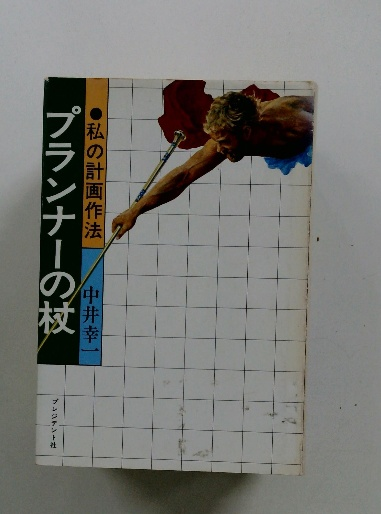 プランナーの杖
●私の計画作法
中井幸一
プレジデント社